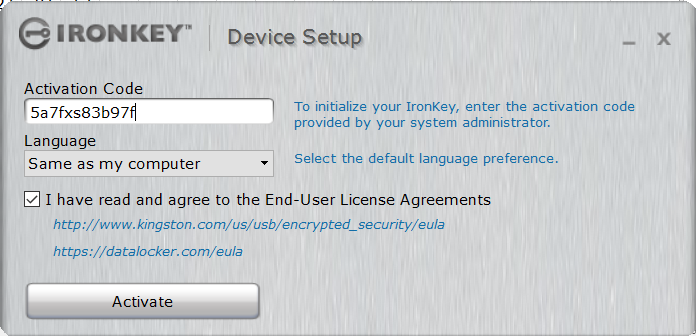 IRONKEY™ Device Setup
Activation Code
5a7fxs83b97f
To initialize your IronKey, enter the activation code
provided by your system administrator.
Language
Same as my computer
Select the default language preference.
I have read and agree to the End-User License Agreements
http://www.kingston.com/us/usb/encrypted_security/eula
https://datalocker.com/eula
Activate